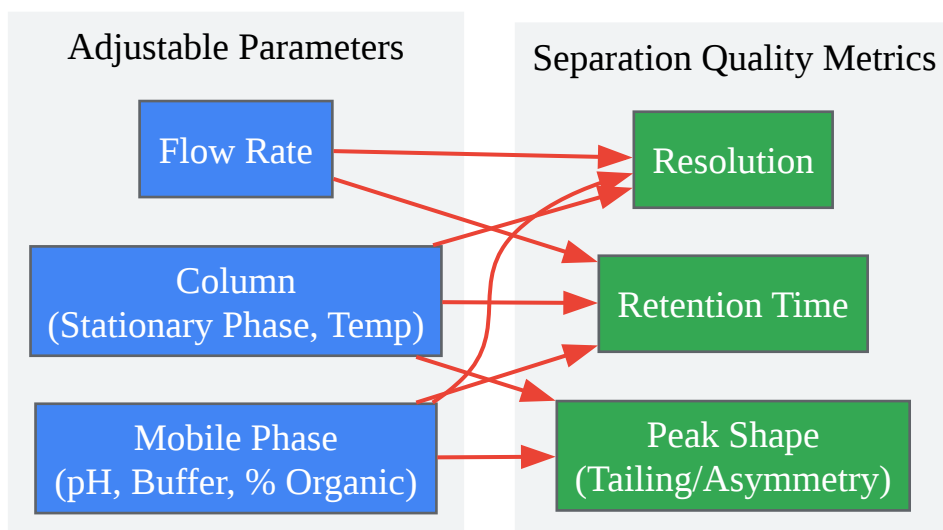 Adjustable Parameters
Flow Rate
Column
(Stationary Phase, Temp)
Mobile Phase
(pH, Buffer, % Organic)
Separation Quality Metrics
Resolution
Retention Time
Peak Shape
(Tailing/Asymmetry)